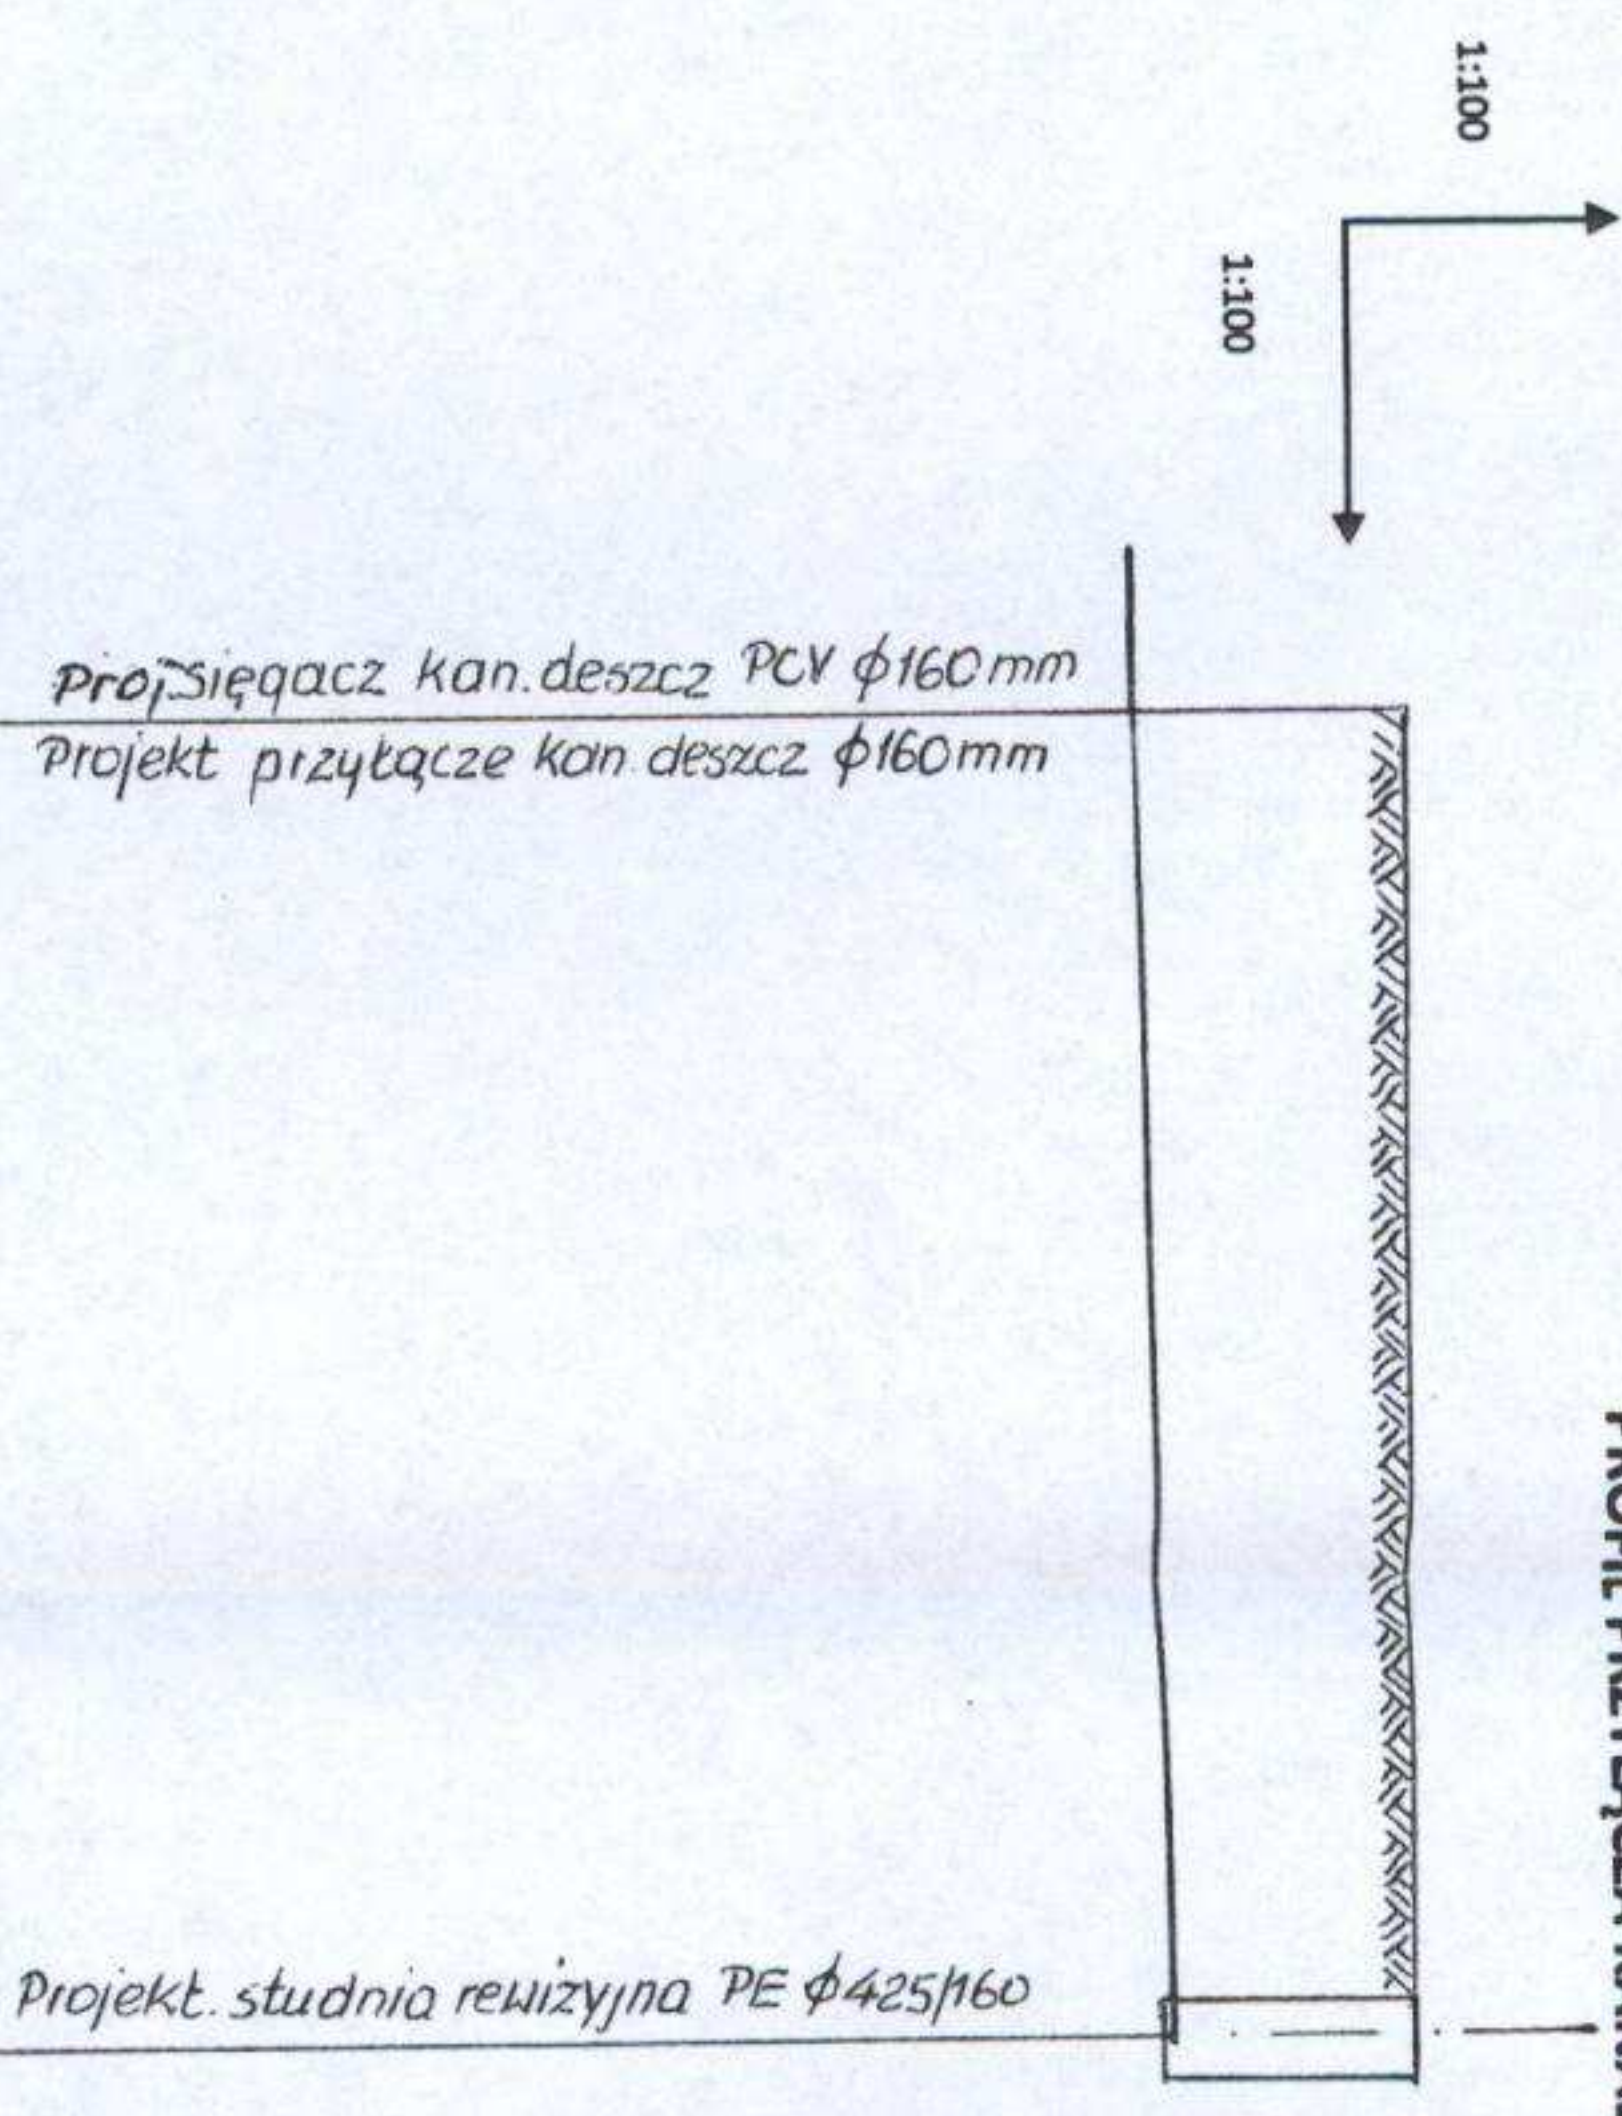 1:100
1:100
Proj. Sięgacz kan. deszcz PCV ϕ160mm
Projekt przyłącze kan. deszcz ϕ160mm
Projekt. studnia rewizyjna PE ϕ425/160